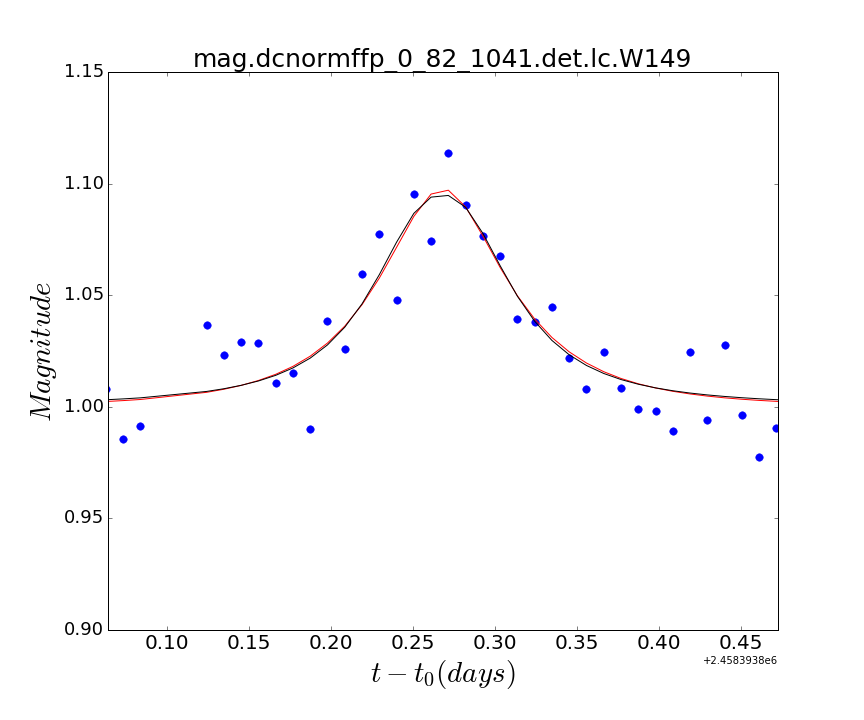 mag.dcnormffp_0_82_1041.det.lc.W149
1.15
1.10
1.05
1.00
0.95
0.90
Magnitude
0.10 0.15 0.20 0.25 0.30 0.35 0.40 0.45
+2.4583938e6
t − t₀(days)